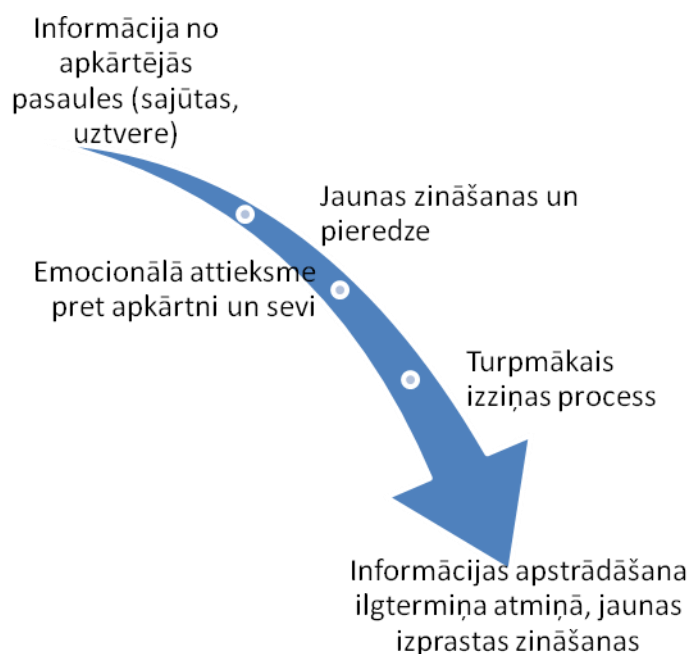 Informācija no
apkārtējās
pasaules (sajūtas,
uztvere)
Jaunas zināšanas un
pieredze
Emocionālā attieksme
pret apkārtni un sevi
Turpmākais
izziņas process
Informācijas apstrādāšana
ilgtermiņa atmiņā, jaunas
izprastas zināšanas